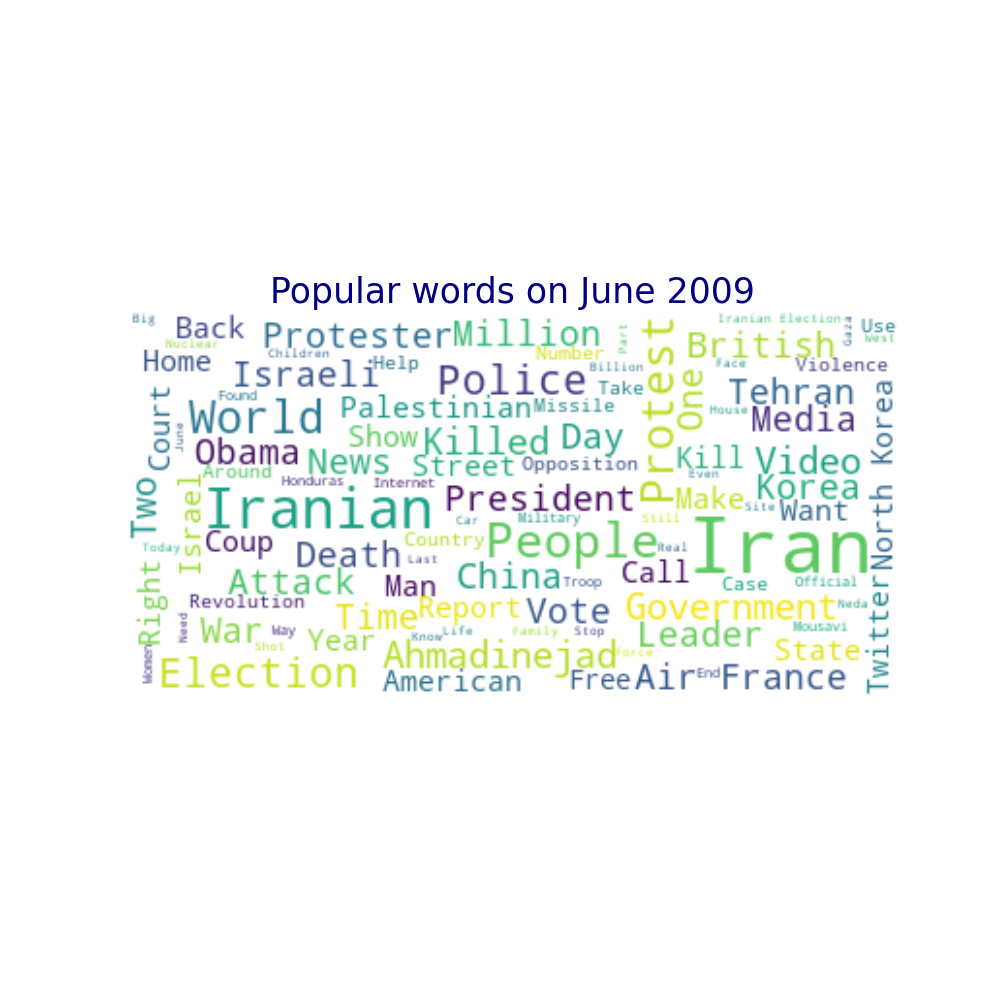 Popular words on June 2009
Big
Back
Protester
Million
Part
Protest
Iranian Election
Gaza
Use
West
Nuclear
Children
Number
British
Home
Help
Billion
Face
Violence
Israeli
Police
Take
One
Tehran
North Korea
Court
Found
World
Palestinian
Missile
House
Media
June
Obama
Show
Killed
Day
News
Street
Opposition
Kill
Video
Around
Even
Korea
Two
Israel
Honduras
Internet
Iranian
President
Make
Site
Want
Car
Military
Still
Coup
Country
People
Real
Iran
Today
Death
Last
Right
Attack
Man
China
Troop
Call
Case
Official
Revolution
Time
Report
Vote
Government
Neda
Twitter
Need
War
Way
Year
Know
Life
Family
Stop
Leader
Mousavi
Shot
Women
Election
Ahmadinejad
Force
State
American
Free
Air
End
France